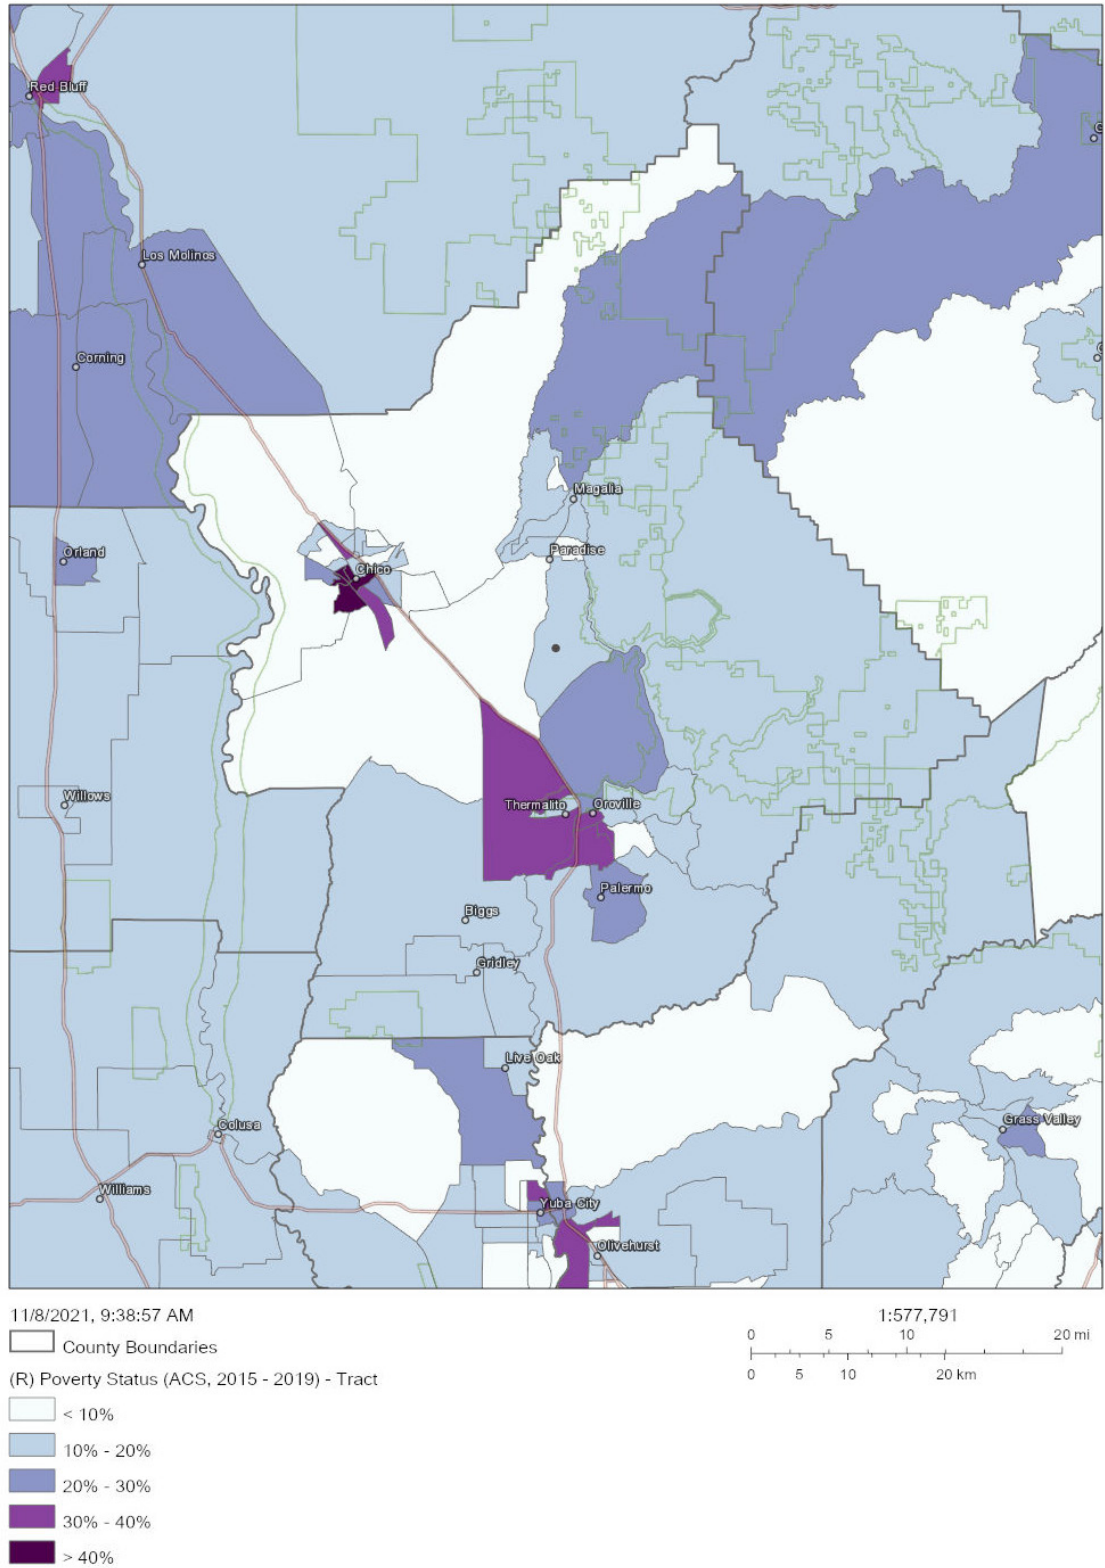 Red Bluff
Los Molinos
Corning
Magalia
Orland
Paradise
Chico
Willows
Thermalito
Oroville
Palermo
Biggs
Gridley
Live Oak
Colusa
Grass Valley
Williams
Yuba City
Olivehurst
11/8/2021, 9:38:57 AM
1:577,791
County Boundaries
0 5 10 20 mi
0 5 10 20 km
(R) Poverty Status (ACS, 2015 - 2019) - Tract
< 10%
10% - 20%
20% - 30%
30% - 40%
> 40%